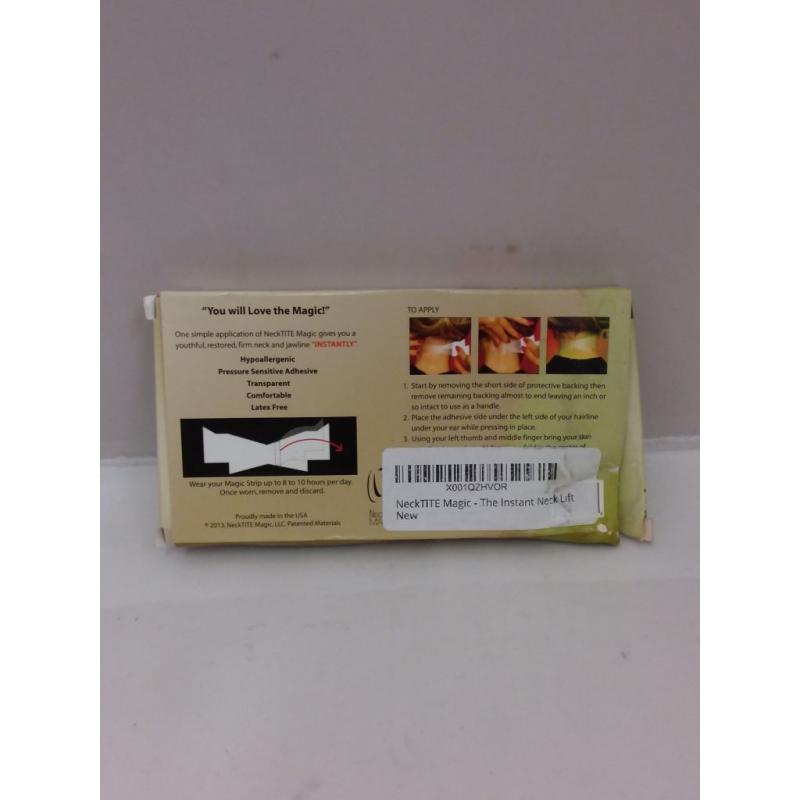 "You will Love the Magic!"
One simple application of NeckTITE Magic gives you a
youthful, restored, firm neck and jawline "INSTANTLY"
Hypoallergenic
Pressure Sensitive Adhesive
Transparent
Comfortable
Latex Free
Wear your Magic Strip up to 8 to 10 hours per day.
Once worn, remove and discard.
Proudly made in the USA
© 2013, NeckTITE Magic, LLC. Patented Materials
TO APPLY
1. Start by removing the short side of protective backing then
remove remaining backing almost to end leaving an inch or
so intact to use as a handle.
2. Place the adhesive side under the left side of your hairline
under your ear while pressing in place.
3. Using your left thumb and middle finger bring your skin
X001QZHVOR
NeckTITE Magic - The Instant Neck Lift
New